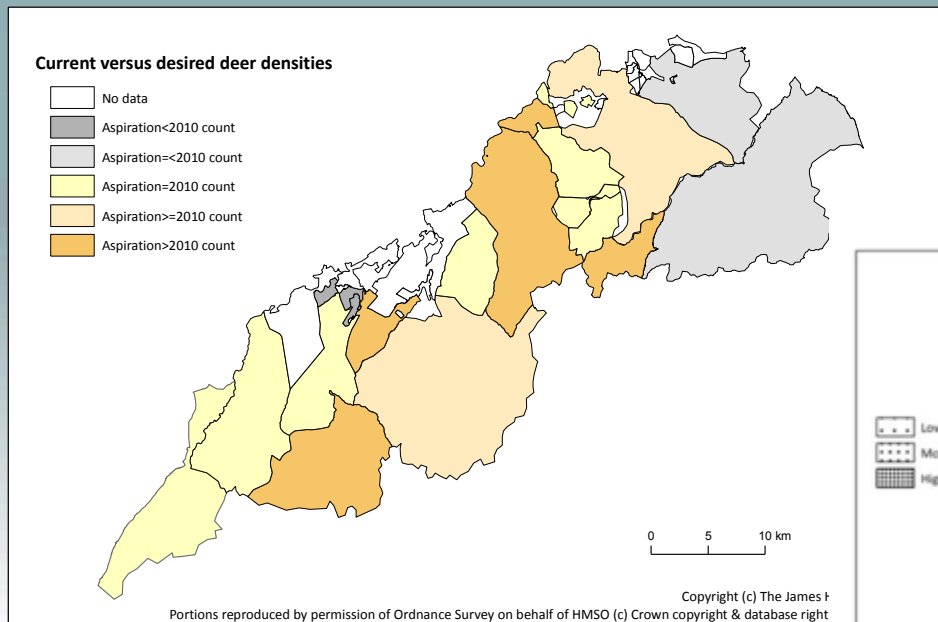 Current versus desired deer densities
No data
Aspiration<2010 count
Aspiration=<2010 count
Aspiration=2010 count
Aspiration>=2010 count
Aspiration>2010 count
0 5 10 km
Copyright (c) The James
Portions reproduced by permission of Ordnance Survey on behalf of HMSO (c) Crown copyright & database right